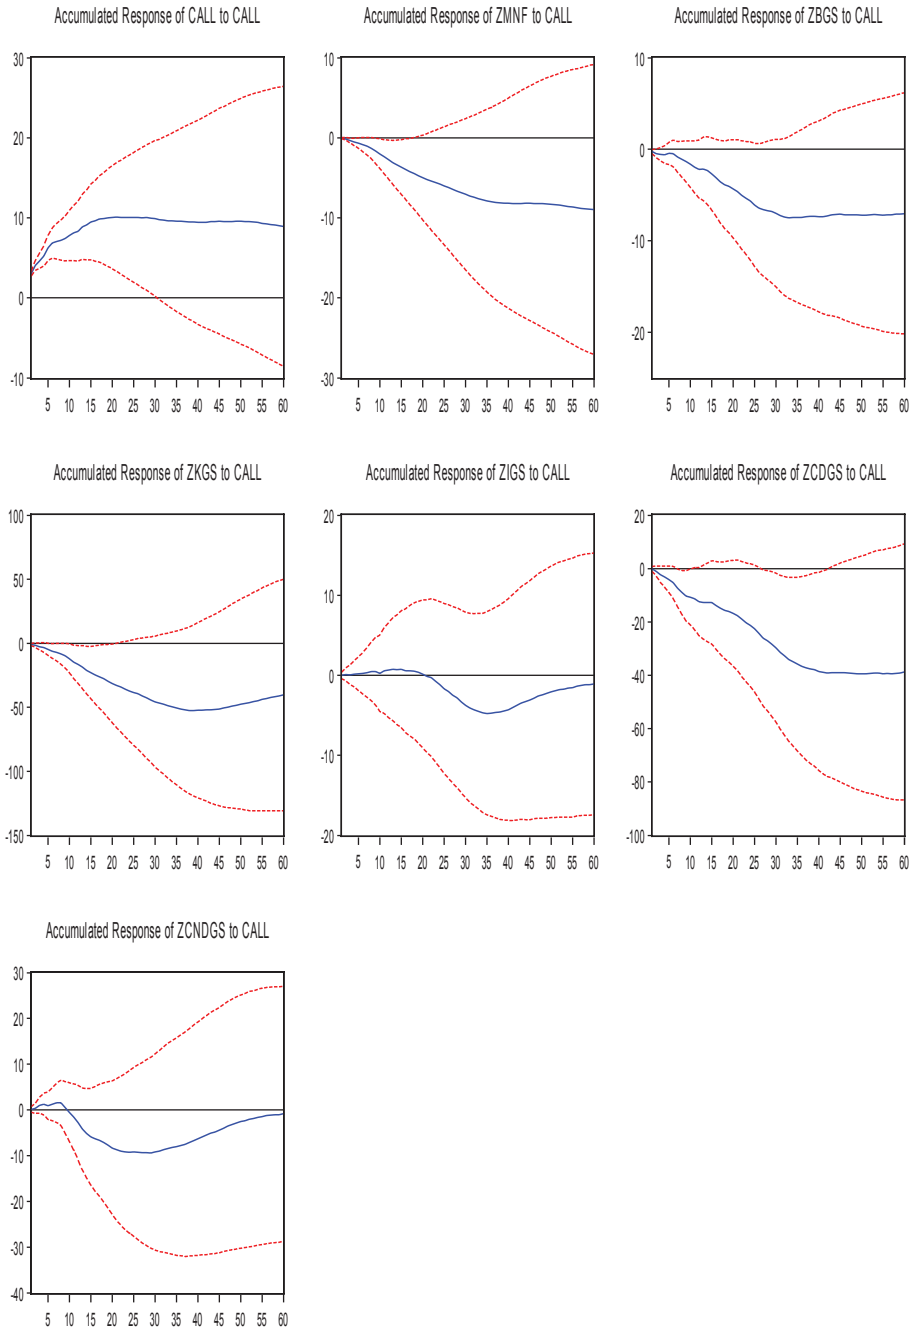 Accumulated Response of CALL to CALL
30
20
10
0
-10
5 10 15 20 25 30 35 40 45 50 55 60
Accumulated Response of ZMNF to CALL
10
0
-10
-20
-30
5 10 15 20 25 30 35 40 45 50 55 60
Accumulated Response of ZBGS to CALL
10
0
-10
-20
5 10 15 20 25 30 35 40 45 50 55 60
Accumulated Response of ZKGS to CALL
100
50
0
-50
-100
-150
5 10 15 20 25 30 35 40 45 50 55 60
Accumulated Response of ZIGS to CALL
20
10
0
-10
-20
5 10 15 20 25 30 35 40 45 50 55 60
Accumulated Response of ZCDGS to CALL
20
0
-20
-40
-60
-80
-100
5 10 15 20 25 30 35 40 45 50 55 60
Accumulated Response of ZCNDGS to CALL
30
20
10
0
-10
-20
-30
-40
5 10 15 20 25 30 35 40 45 50 55 60